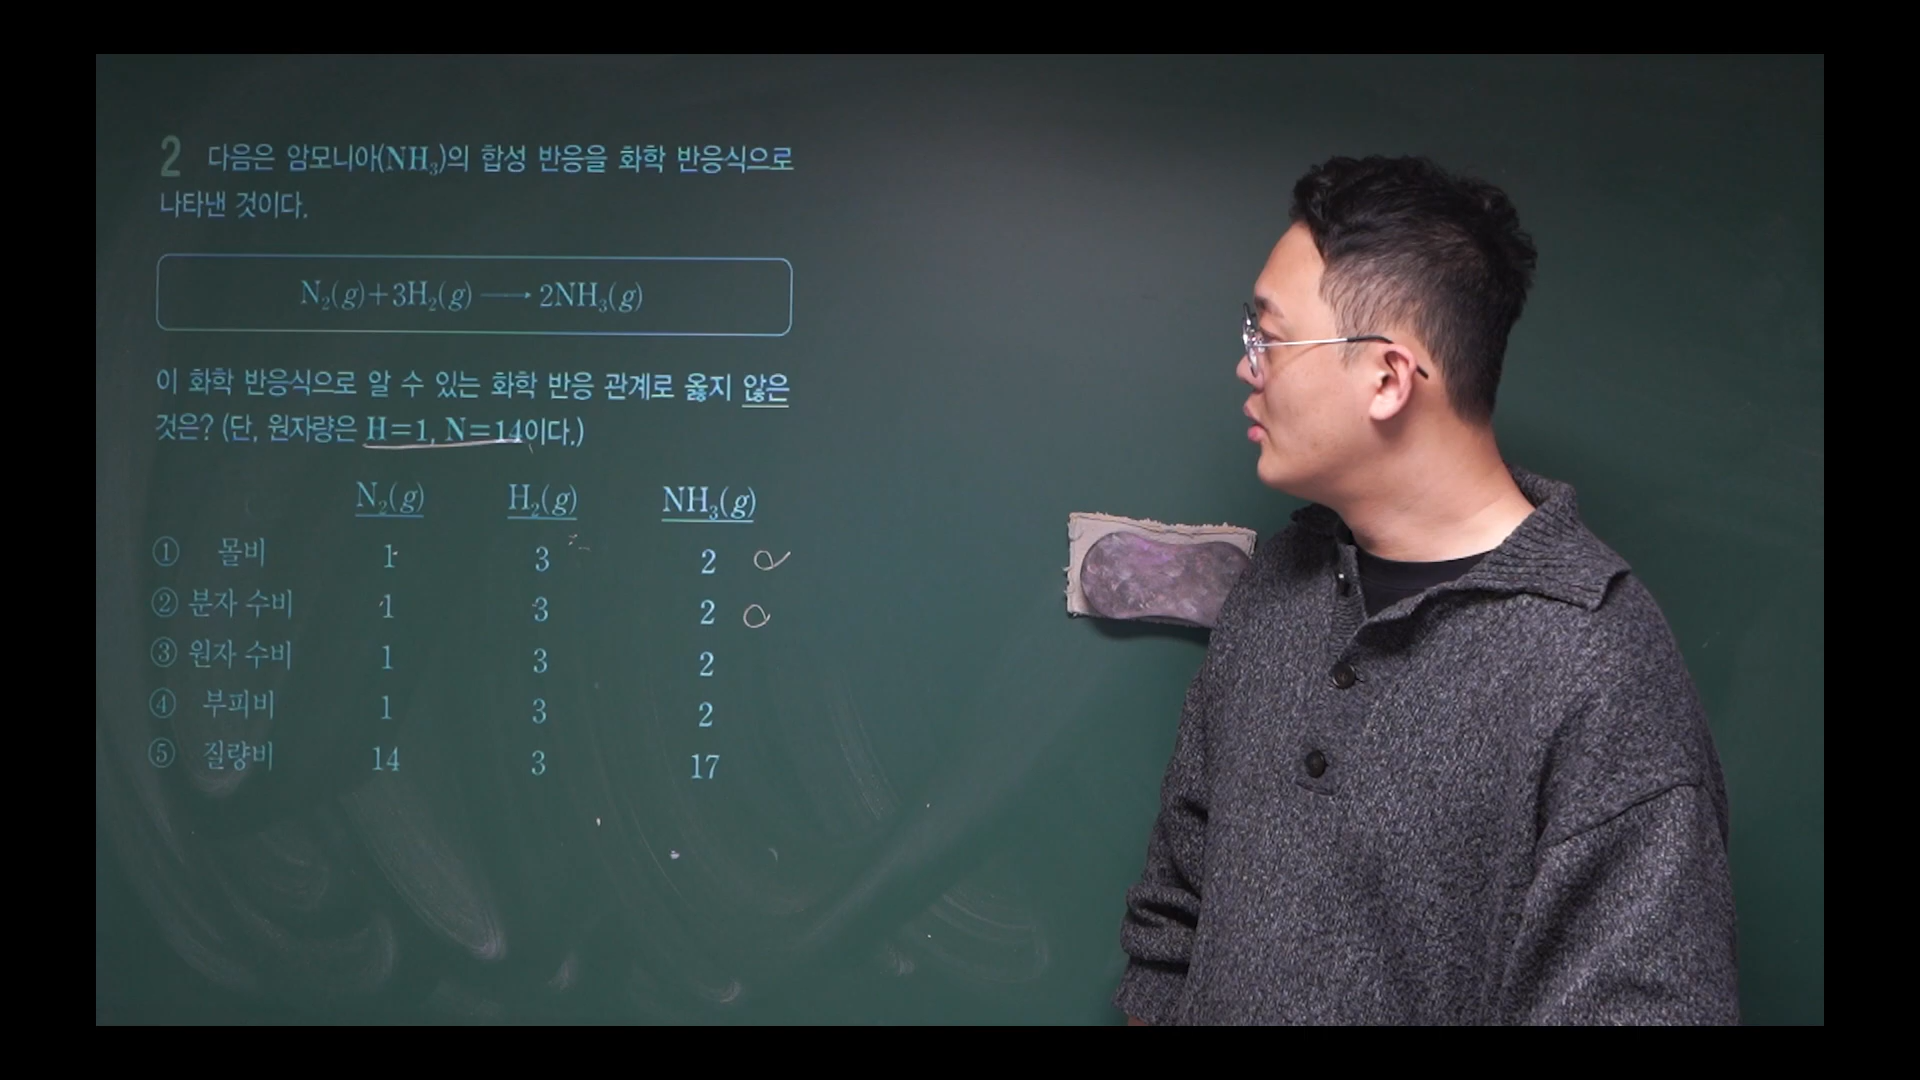 2 다음은 암모니아(NH₃)의 합성 반응을 화학 반응식으로
나타낸 것이다.
N₂(g)+3H₂(g)⟶2NH₃(g)
이 화학 반응식으로 알 수 있는 화학 반응 관계로 옳지 않은
것은? (단, 원자량은 H=1, N=14이다.)
N₂(g) H₂(g) NH₃(g)
① 몰비 1 3 2
② 분자 수비 1 3 2
③ 원자 수비 1 3 2
④ 부피비 1 3 2
⑤ 질량비 14 3 17